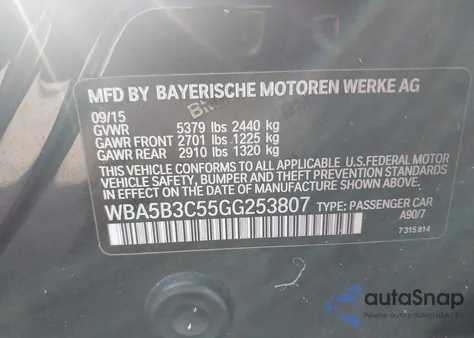 MFD BY BAYERISCHE MOTOREN WERKE AG
09/15
GVWR 5379 lbs 2440 kg
GAWR FRONT 2701 lbs 1225 kg
GAWR REAR 2910 lbs 1320 kg
THIS VEHICLE CONFORMS TO ALL APPLICABLE U.S. FEDERAL MOTOR
VEHICLE SAFETY, BUMPER, AND THEFT PREVENTION STANDARDS
IN EFFECT ON THE DATE OF MANUFACTURE SHOWN ABOVE.
WBA5B3C55GG253807 TYPE: PASSENGER CAR
A90/7
7315814
autoSnap